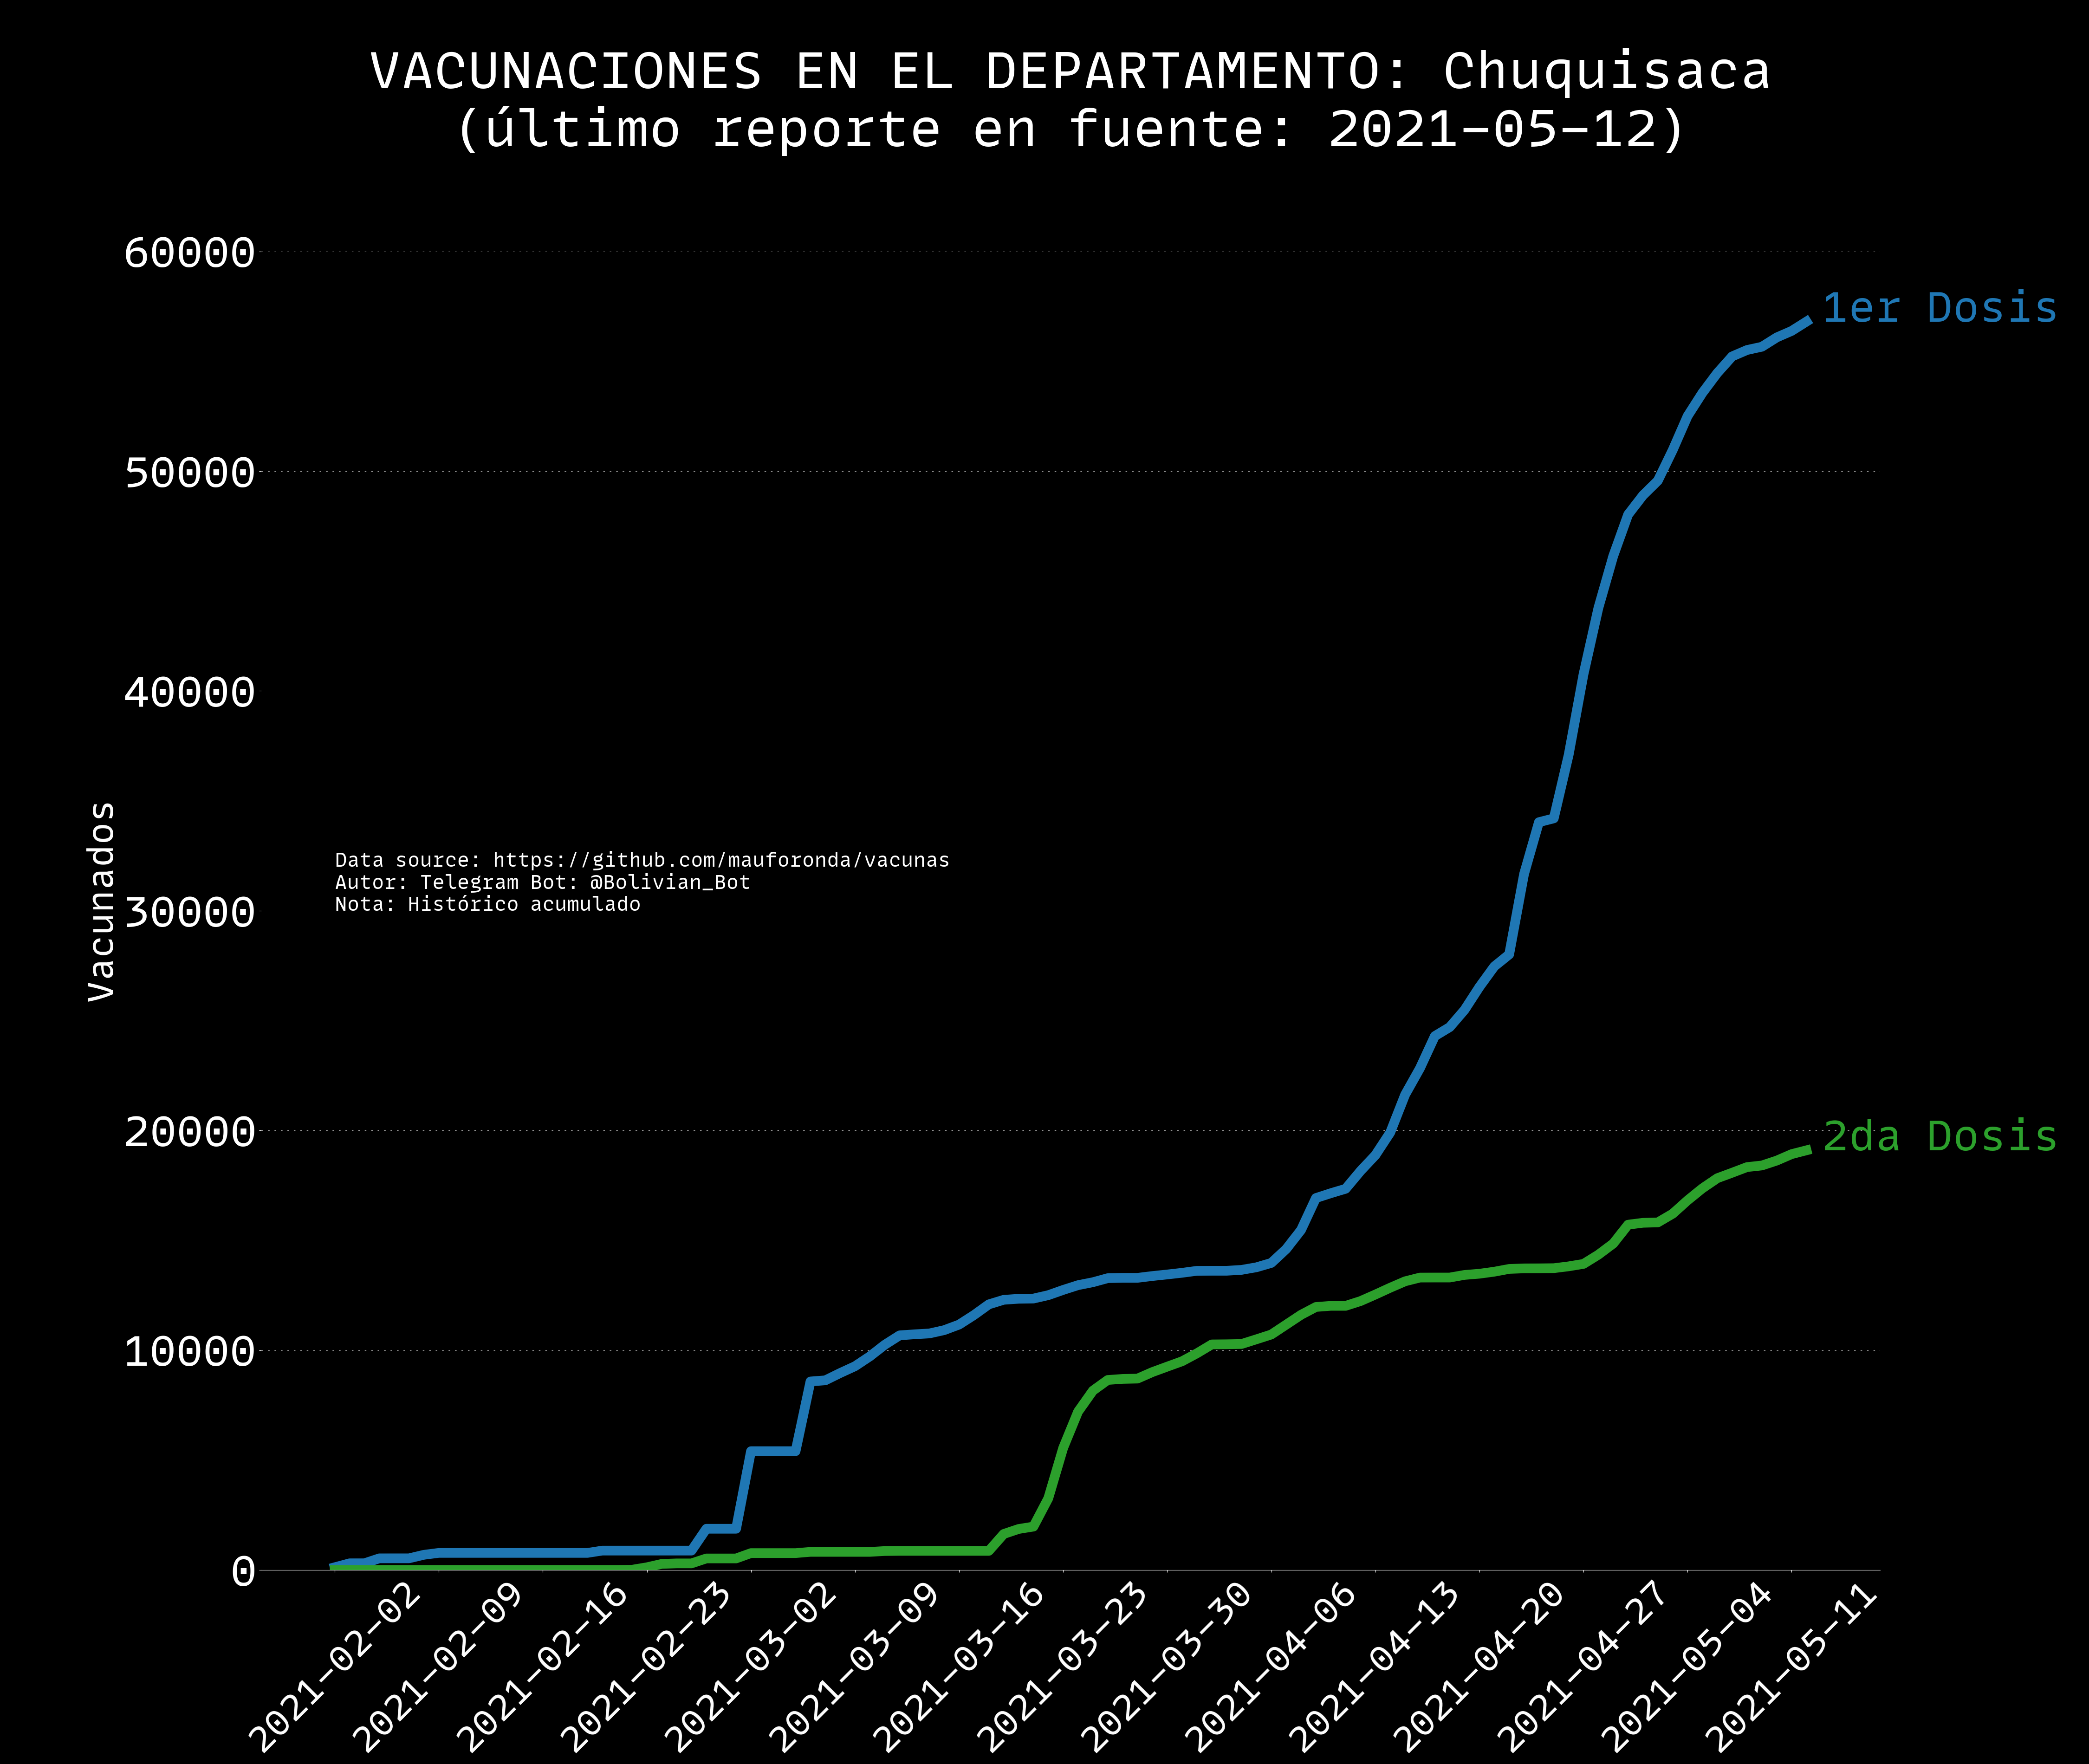 VACUNACIONES EN EL DEPARTAMENTO: Chuquisaca
(último reporte en fuente: 2021-05-12)
60000
1er Dosis
50000
40000
Vacunados
Data source: https://github.com/mauforonda/vacunas
Autor: Telegram Bot: @Bolivian_Bot
Nota: Histórico acumulado
30000
20000
2da Dosis
10000
0
2021-02-02
2021-02-09
2021-02-16
2021-02-23
2021-03-02
2021-03-09
2021-03-16
2021-03-23
2021-03-30
2021-04-06
2021-04-13
2021-04-20
2021-04-27
2021-05-04
2021-05-11